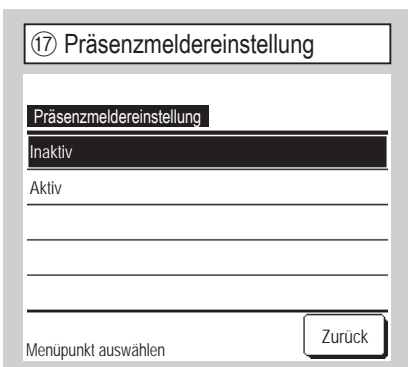 ⑰ Präsenzmeldereinstellung
Präsenzmeldereinstellung
Inaktiv
Aktiv
Zurück
Menüpunkt auswählen